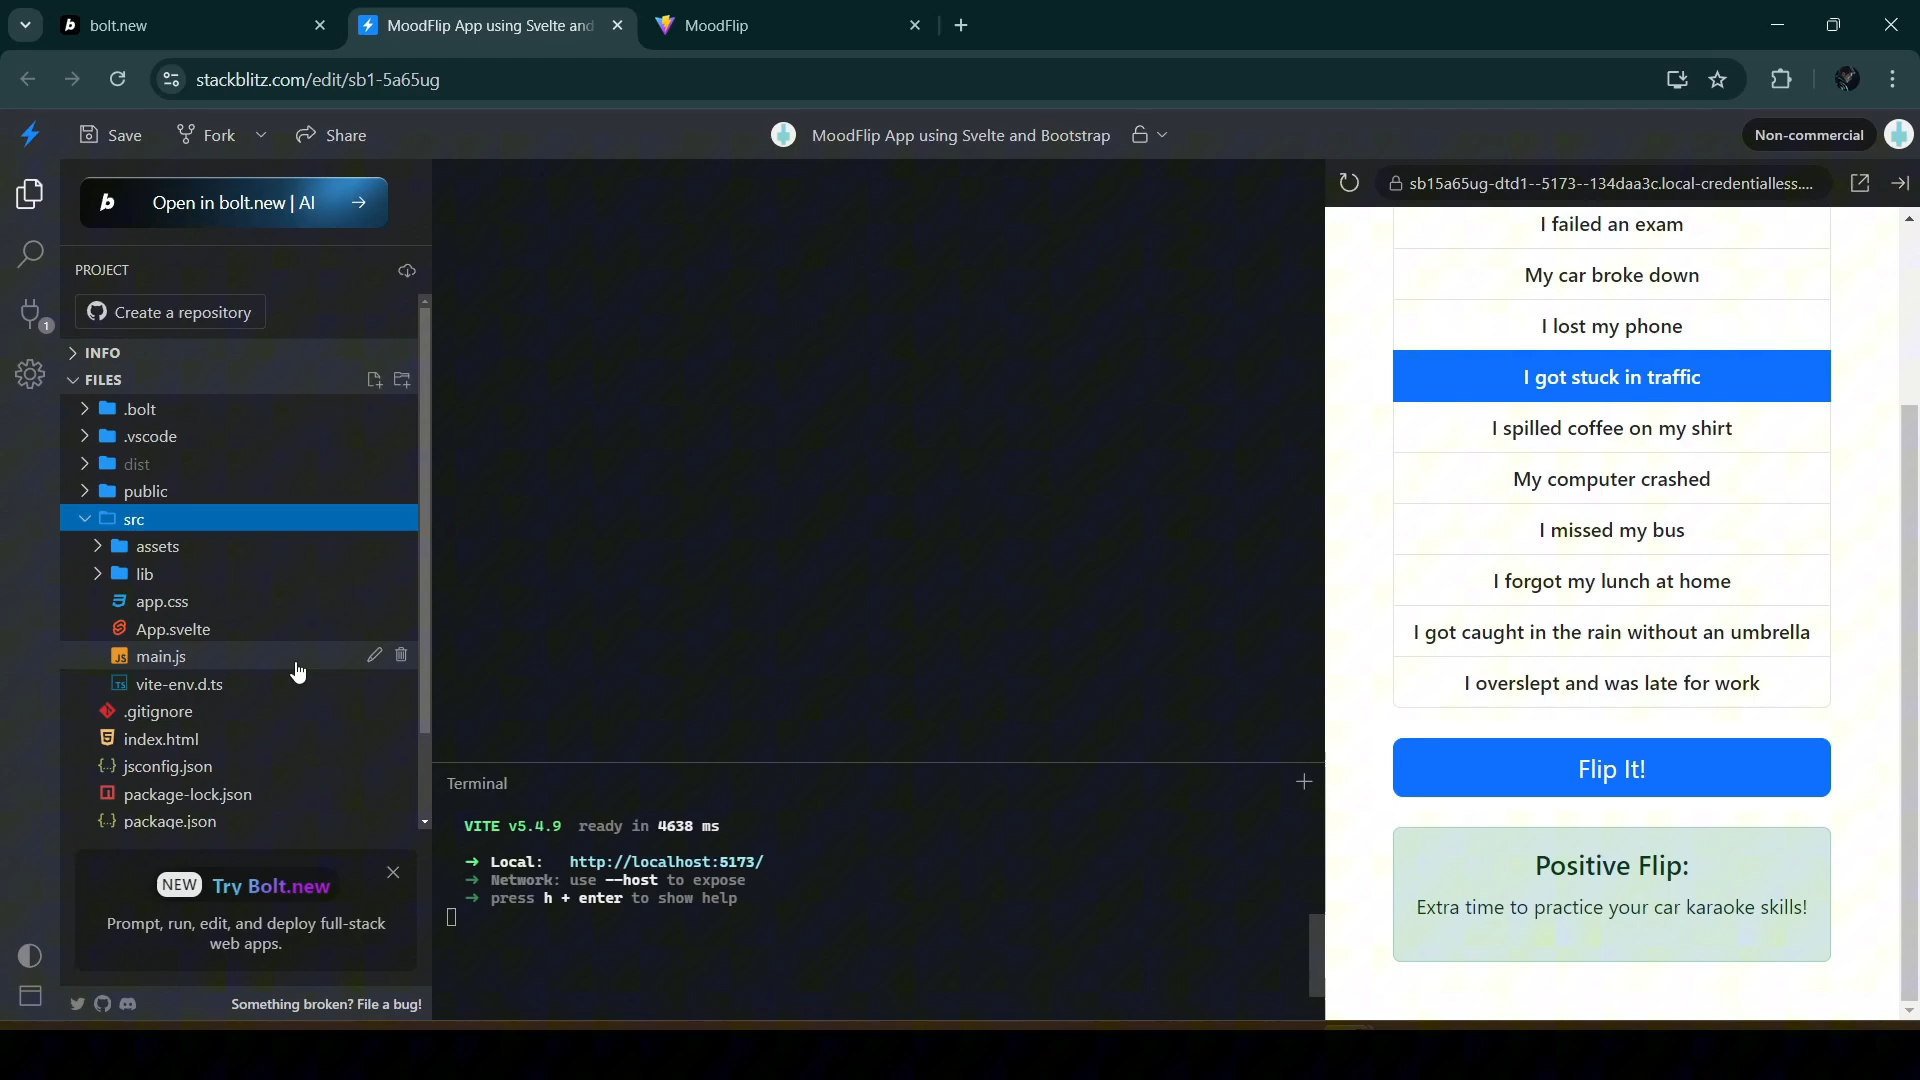 bolt.new
MoodFlip App using Svelte and
MoodFlip
stackblitz.com/edit/sb1-5a65ug
Save
Fork
Share
MoodFlip App using Svelte and Bootstrap
Non-commercial
Open in bolt.new | AI
PROJECT
Create a repository
1
INFO
FILES
.bolt
.vscode
dist
public
src
assets
lib
app.css
App.svelte
JS main.js
TS vite-env.d.ts
.gitignore
index.html
jsconfig.json
package-lock.json
package.json
NEW Try Bolt.new
Prompt, run, edit, and deploy full-stack
web apps.
Something broken? File a bug!
Terminal
VITE v5.4.9 ready in 4638 ms
➜ Local: http://localhost:5173/
➜ Network: use --host to expose
➜ press h + enter to show help
sb15a65ug-dtd1--5173--134daa3c.local-credentialless....
I failed an exam
My car broke down
I lost my phone
I got stuck in traffic
I spilled coffee on my shirt
My computer crashed
I missed my bus
I forgot my lunch at home
I got caught in the rain without an umbrella
I overslept and was late for work
Flip It!
Positive Flip:
Extra time to practice your car karaoke skills!